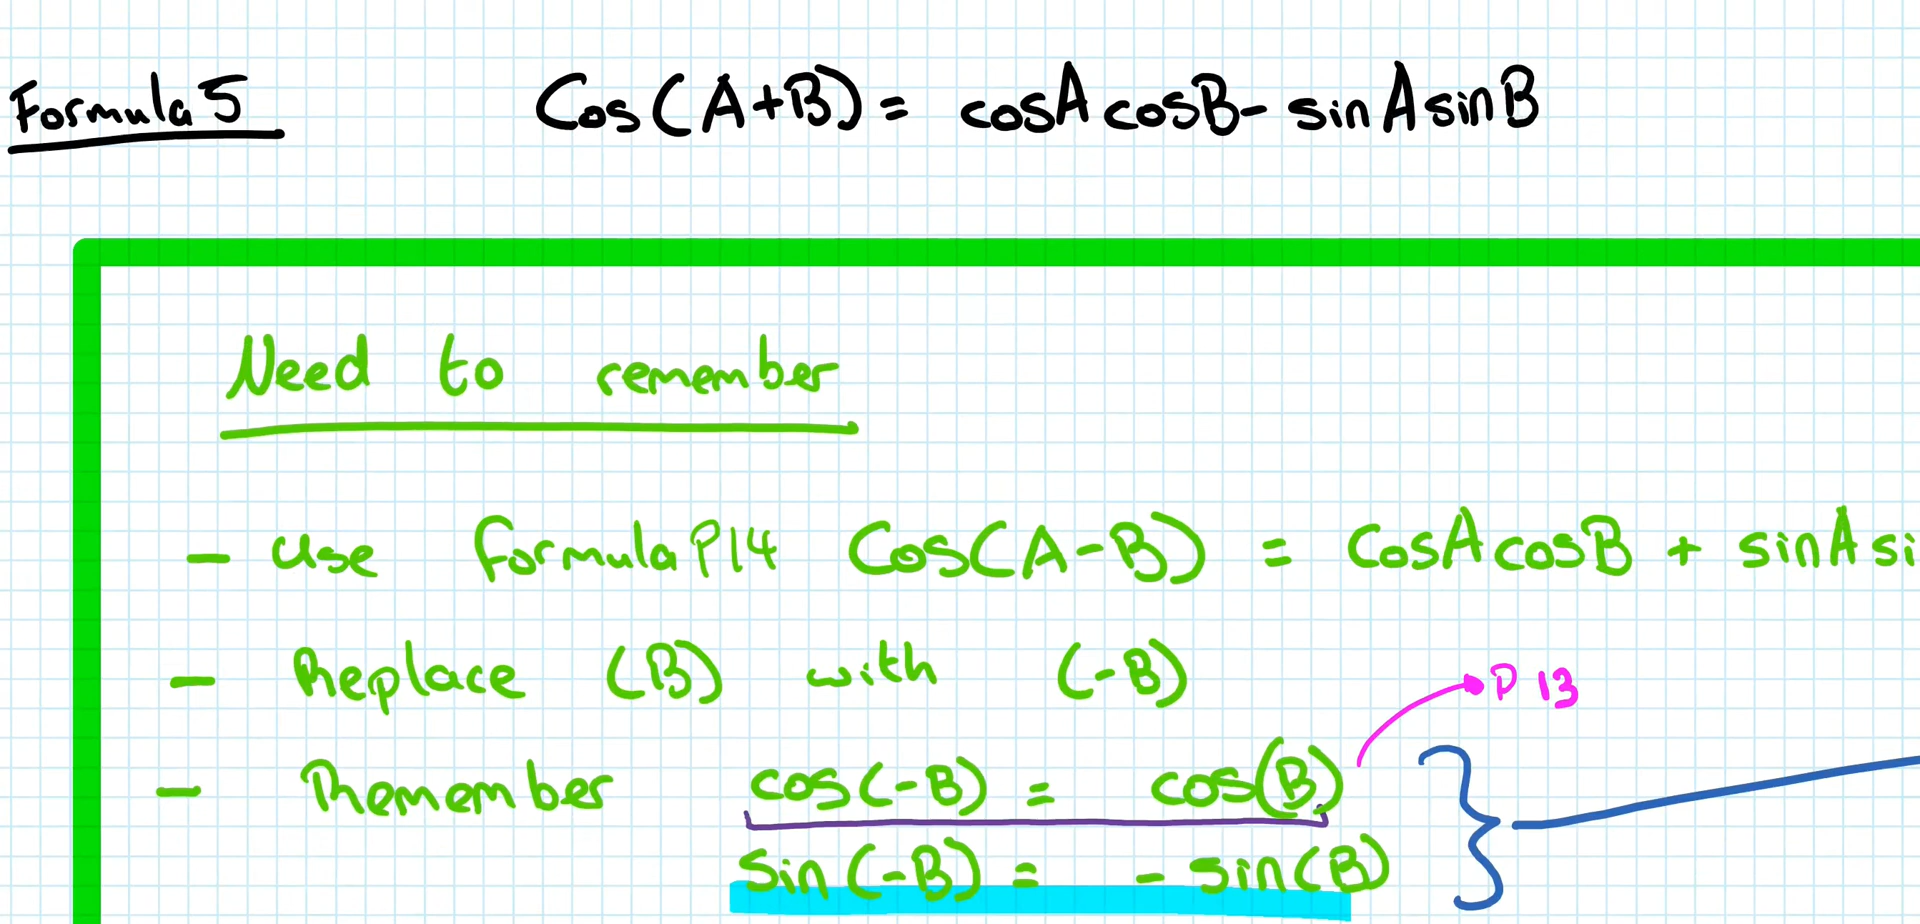 Formula 5 Cos(A+B) = cosA cosB - sinA sinB
Need to remember
- Use formula P14 Cos(A-B) = CosA cosB + sinA si
- Replace (B) with (-B)
P 13
- Remember cos(-B) = cos(B)
sin(-B) = - sin(B)